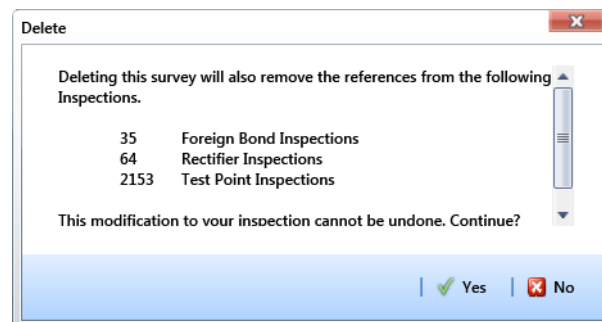 Delete
Deleting this survey will also remove the references from the following
Inspections.
35 Foreign Bond Inspections
64 Rectifier Inspections
2153 Test Point Inspections
This modification to your inspection cannot be undone. Continue?
Yes No